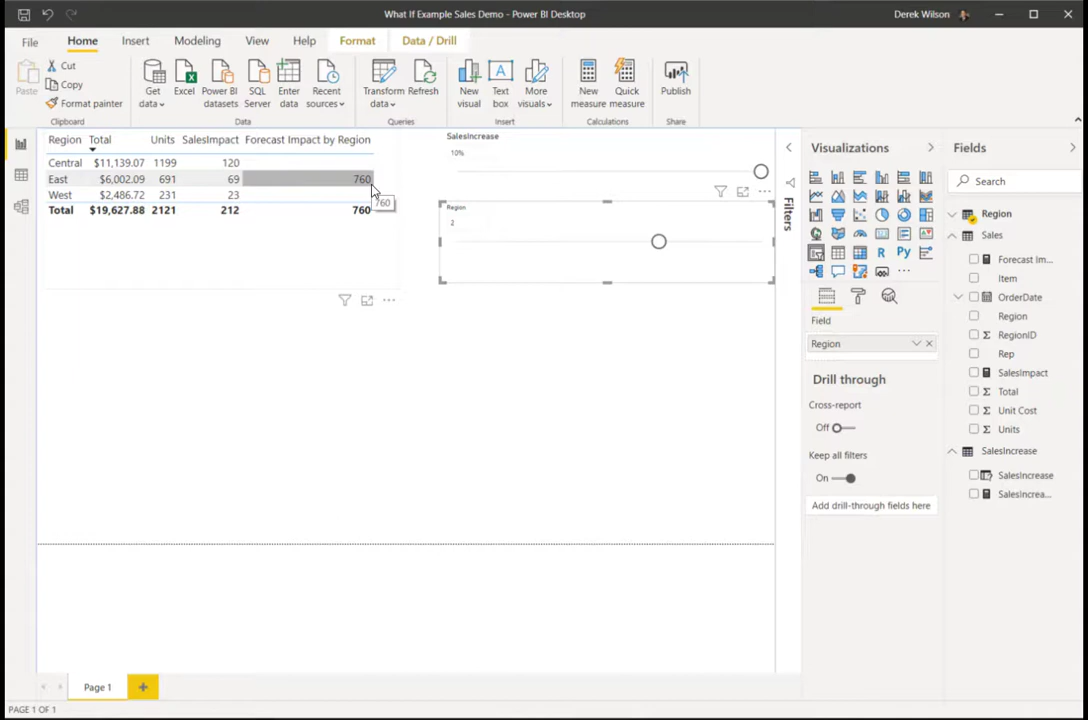 What If Example Sales Demo - Power BI Desktop
Derek Wilson
File Home Insert Modeling View Help Format Data / Drill
Paste
Cut
Copy
Format painter
Clipboard
Get data
Excel
Power BI datasets
SQL Server
Enter data
Recent sources
Data
Transform data
Refresh
Queries
New visual
Text box
More visuals
Insert
New measure
Quick measure
Calculations
Publish
Share
Region Total Units SalesImpact Forecast Impact by Region
Central $11,139.07 1199 120
East $6,002.09 691 69 760
West $2,486.72 231 23
Total $19,627.88 2121 212 760
760
SalesIncrease
10%
Region
2
Filters
Visualizations
R Py
Field
Region
Drill through
Cross-report
Off
Keep all filters
On
Add drill-through fields here
Fields
Search
Region
Sales
Forecast Im...
Item
OrderDate
Region
RegionID
Rep
SalesImpact
Total
Unit Cost
Units
SalesIncrease
SalesIncrease
SalesIncrea...
Page 1
PAGE 1 OF 1